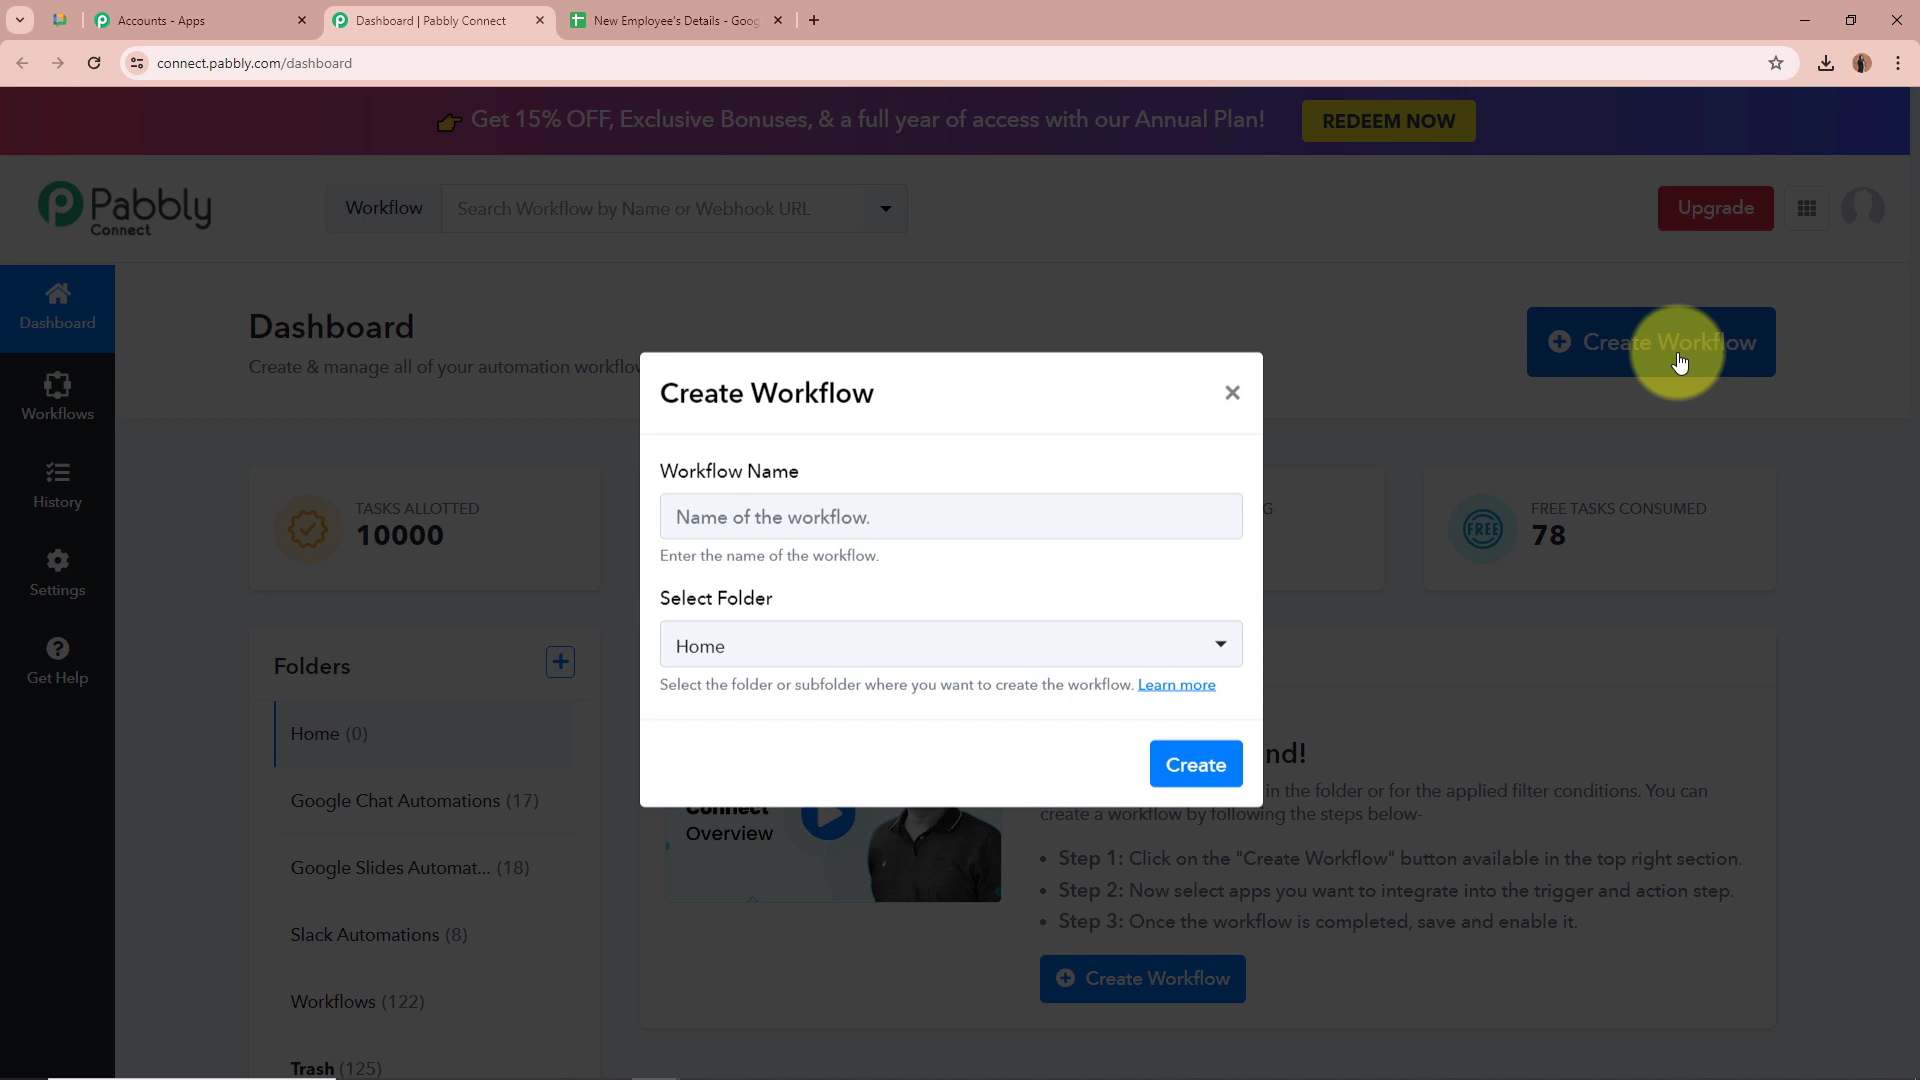 Accounts - Apps
Dashboard | Pabbly Connect
New Employee's Details - Goog
connect.pabbly.com/dashboard
Get 15% OFF, Exclusive Bonuses, & a full year of access with our Annual Plan!
REDEEM NOW
Pabbly
Connect
Workflow
Search Workflow by Name or Webhook URL
Upgrade
Dashboard
Workflows
History
Settings
Get Help
Dashboard
Create & manage all of your automation workflow
Create Workflow
TASKS ALLOTTED
10000
G
FREE
FREE TASKS CONSUMED
78
Folders
Home (0)
Google Chat Automations (17)
Google Slides Automat... (18)
Slack Automations (8)
Workflows (122)
Trash (125)
Create Workflow
Workflow Name
Name of the workflow.
Enter the name of the workflow.
Select Folder
Home
Select the folder or subfolder where you want to create the workflow. Learn more
Create
Connect
Overview
nd!
in the folder or for the applied filter conditions. You can
create a workflow by following the steps below-
• Step 1: Click on the "Create Workflow" button available in the top right section.
• Step 2: Now select apps you want to integrate into the trigger and action step.
• Step 3: Once the workflow is completed, save and enable it.
Create Workflow